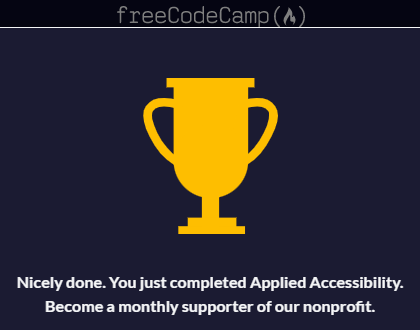 freeCodeCamp(🔥)
Nicely done. You just completed Applied Accessibility.
Become a monthly supporter of our nonprofit.